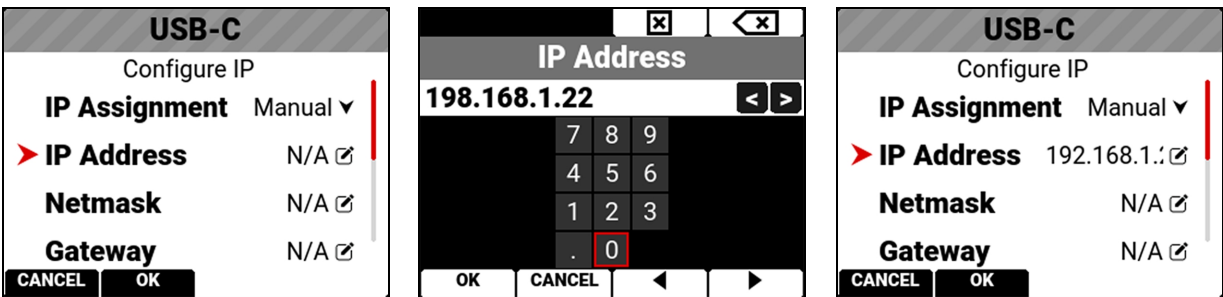 USB-C
Configure IP
IP Assignment Manual
IP Address N/A
Netmask N/A
Gateway N/A
CANCEL OK
IP Address
198.168.1.22
< >
7 8 9
4 5 6
1 2 3
. 0
OK CANCEL
USB-C
Configure IP
IP Assignment Manual
IP Address 192.168.1.
Netmask N/A
Gateway N/A
CANCEL OK